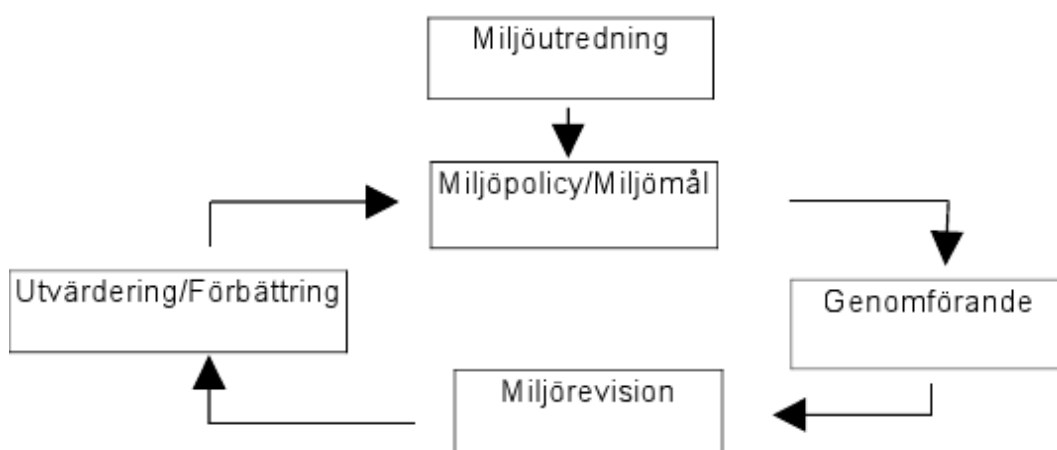 Miljöutredning
Miljöpolicy/Miljömål
Utvärdering/Förbättring
Genomförande
Miljörevision